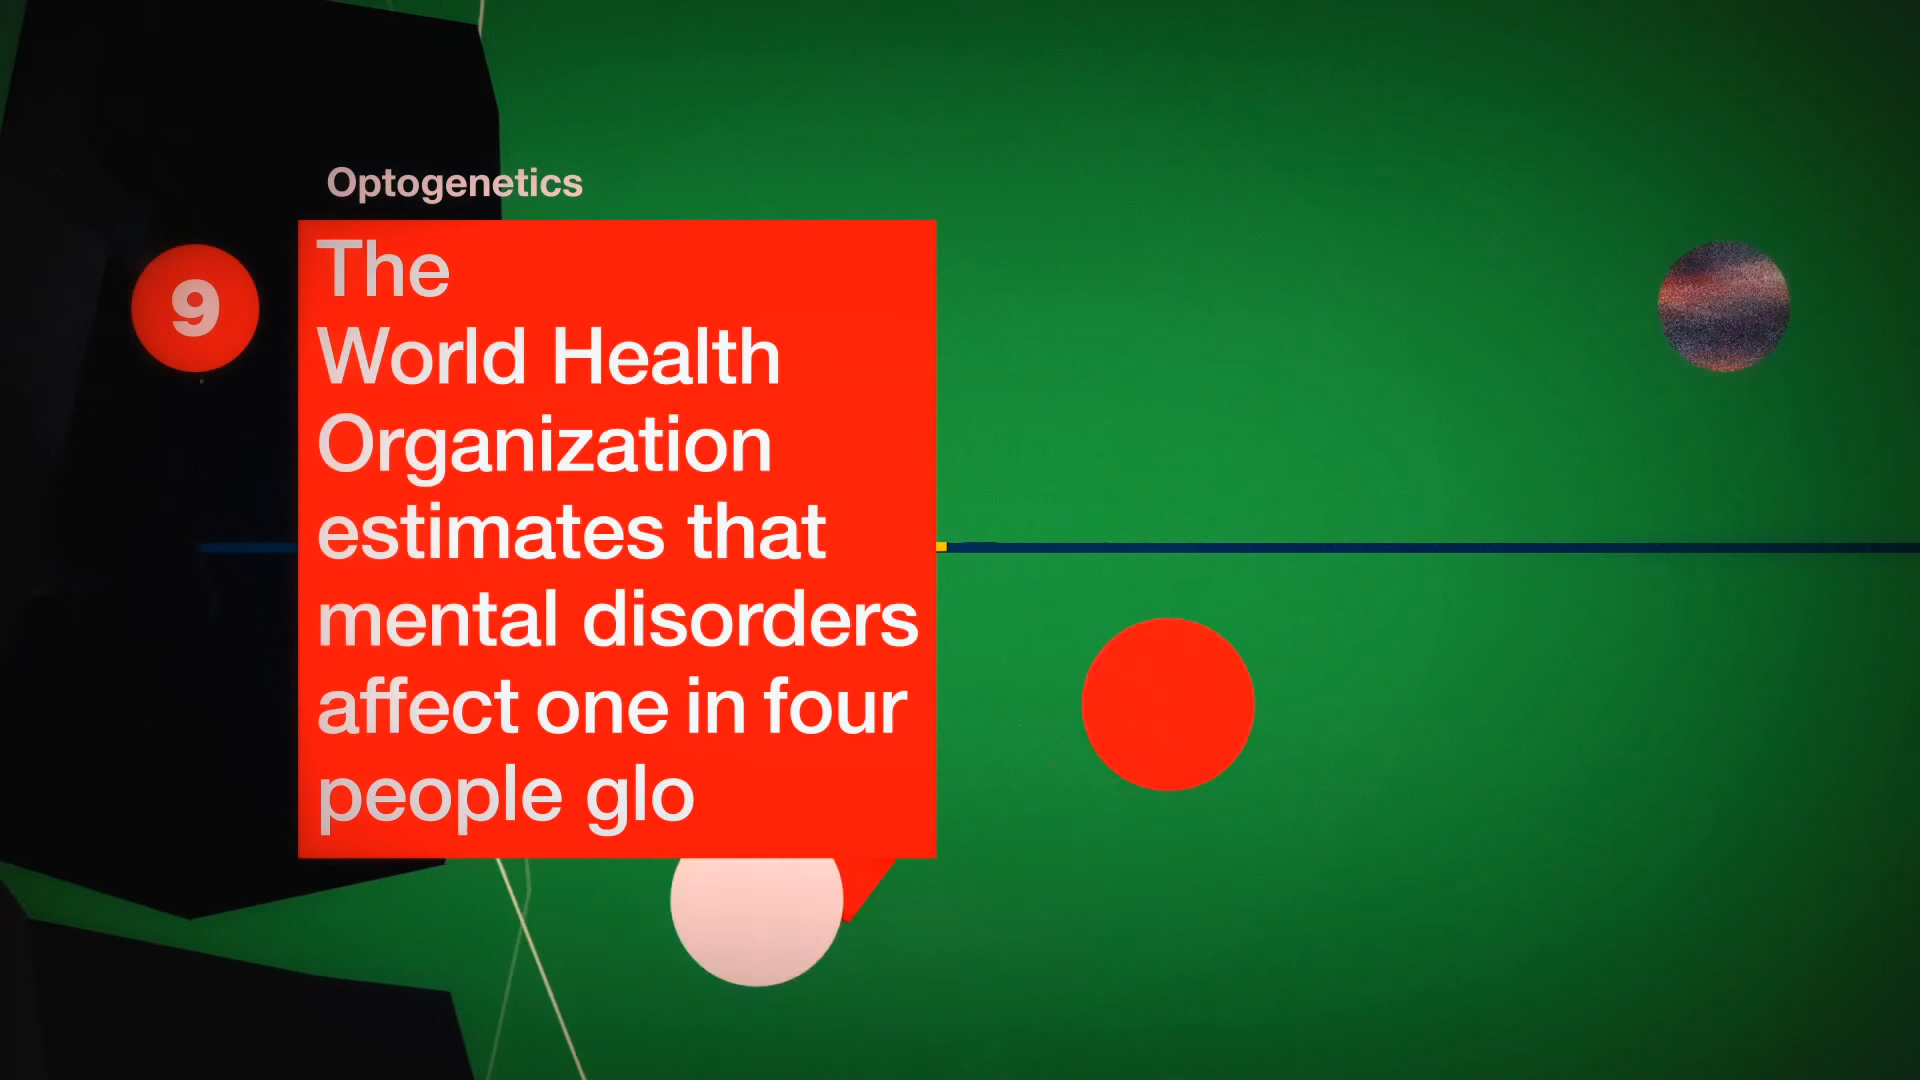 Optogenetics
9
The
World Health
Organization
estimates that
mental disorders
affect one in four
people glo